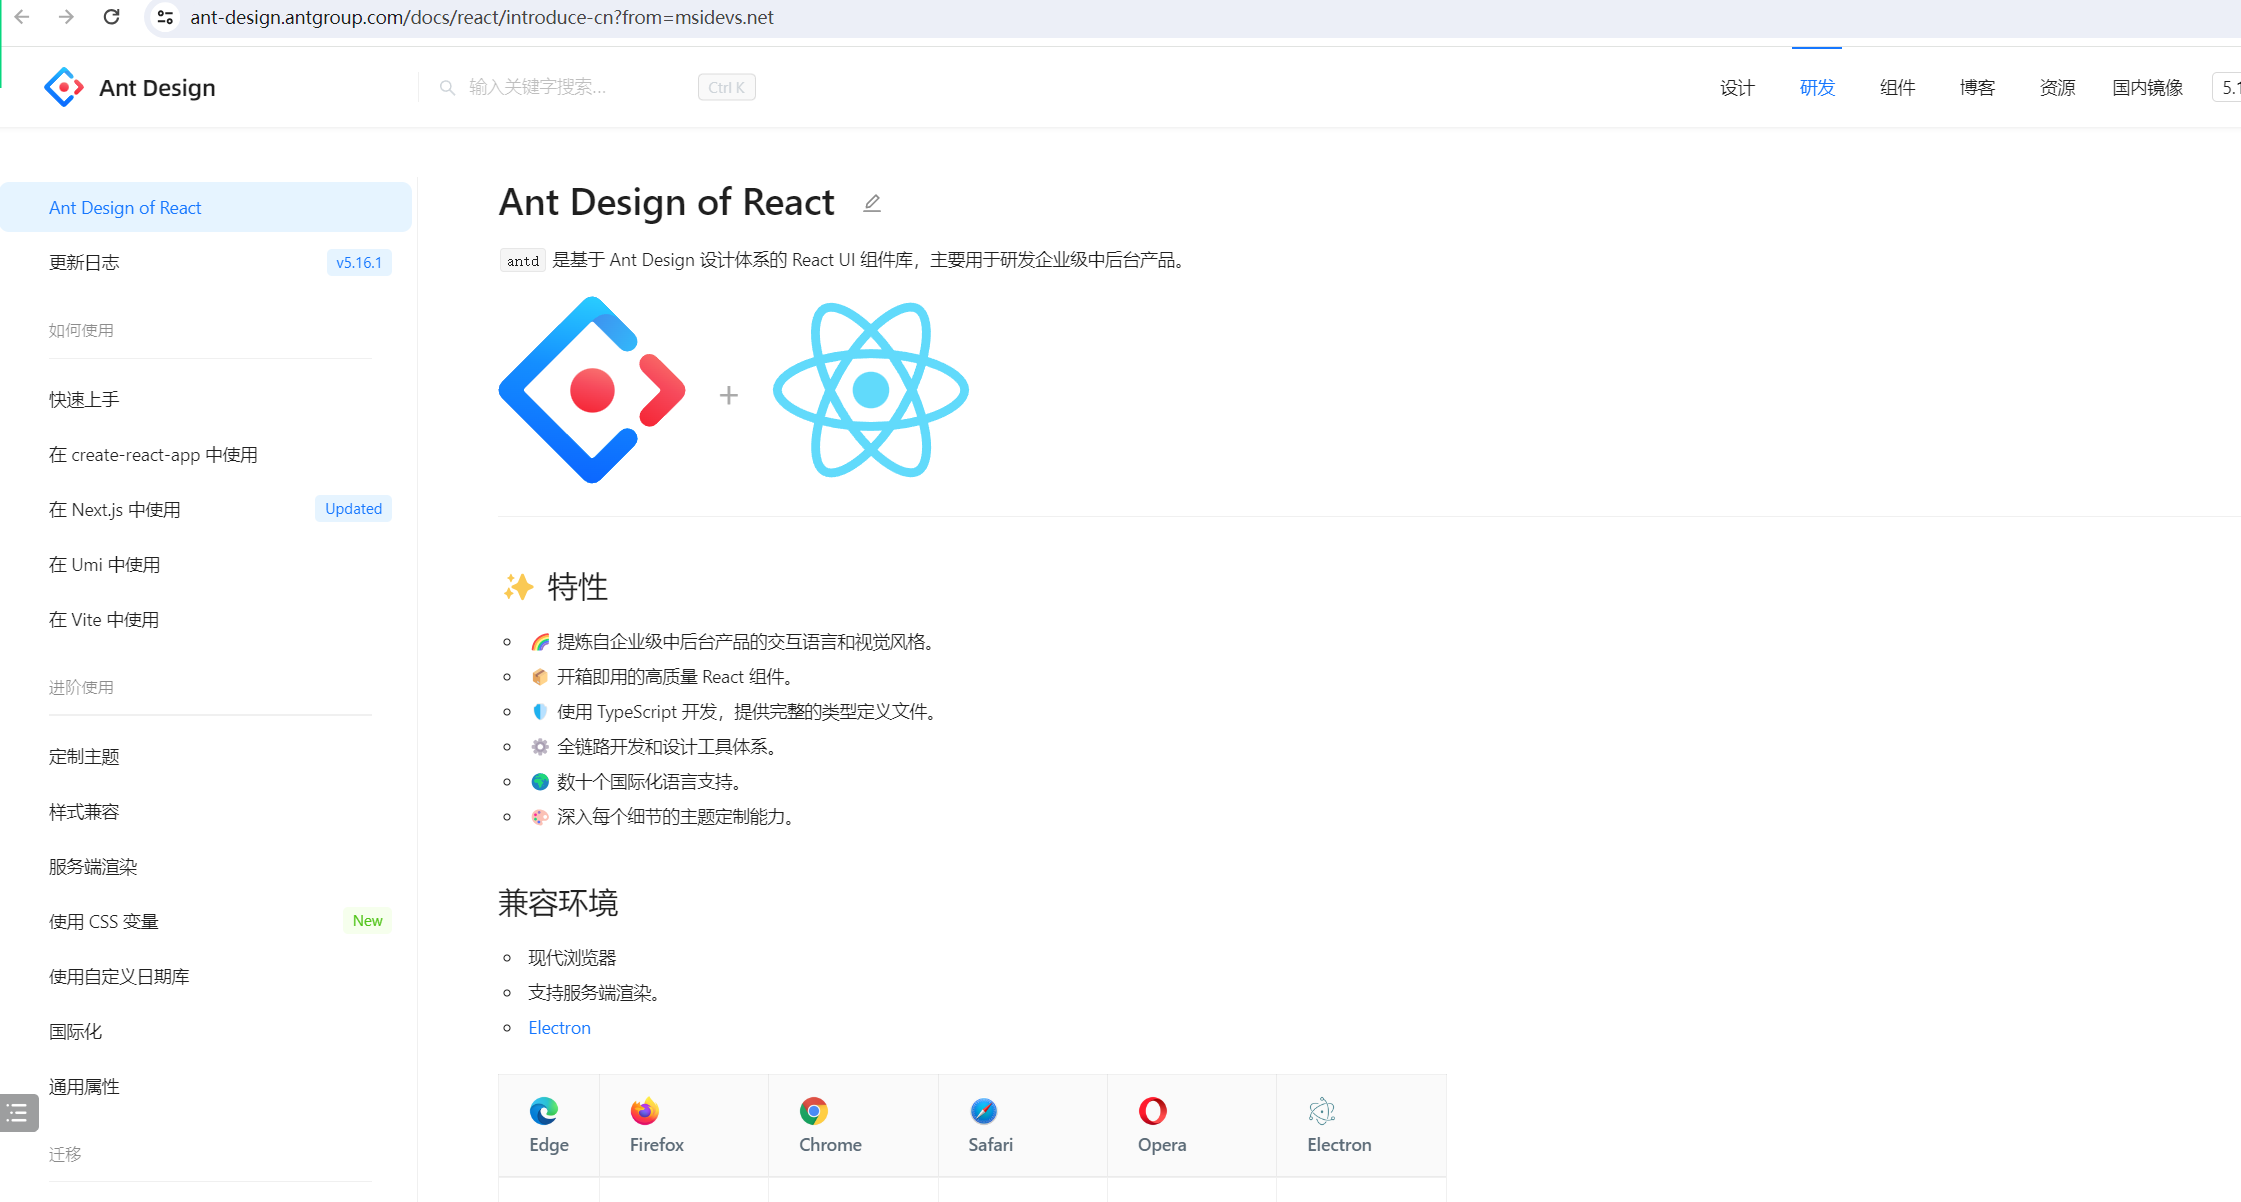 ant-design.antgroup.com/docs/react/introduce-cn?from=msidevs.net
Ant Design
输入关键字搜索...
Ctrl K
设计
研发
组件
博客
资源
国内镜像
5.1
Ant Design of React
更新日志
v5.16.1
如何使用
快速上手
在 create-react-app 中使用
在 Next.js 中使用
Updated
在 Umi 中使用
在 Vite 中使用
进阶使用
定制主题
样式兼容
服务端渲染
使用 CSS 变量
New
使用自定义日期库
国际化
通用属性
迁移
Ant Design of React
antd 是基于 Ant Design 设计体系的 React UI 组件库，主要用于研发企业级中后台产品。
+
✨ 特性
🌈 提炼自企业级中后台产品的交互语言和视觉风格。
📦 开箱即用的高质量 React 组件。
🛡 使用 TypeScript 开发，提供完整的类型定义文件。
⚙️ 全链路开发和设计工具体系。
🌍 数十个国际化语言支持。
🎨 深入每个细节的主题定制能力。
兼容环境
现代浏览器
支持服务端渲染。
Electron
Edge
Firefox
Chrome
Safari
Opera
Electron